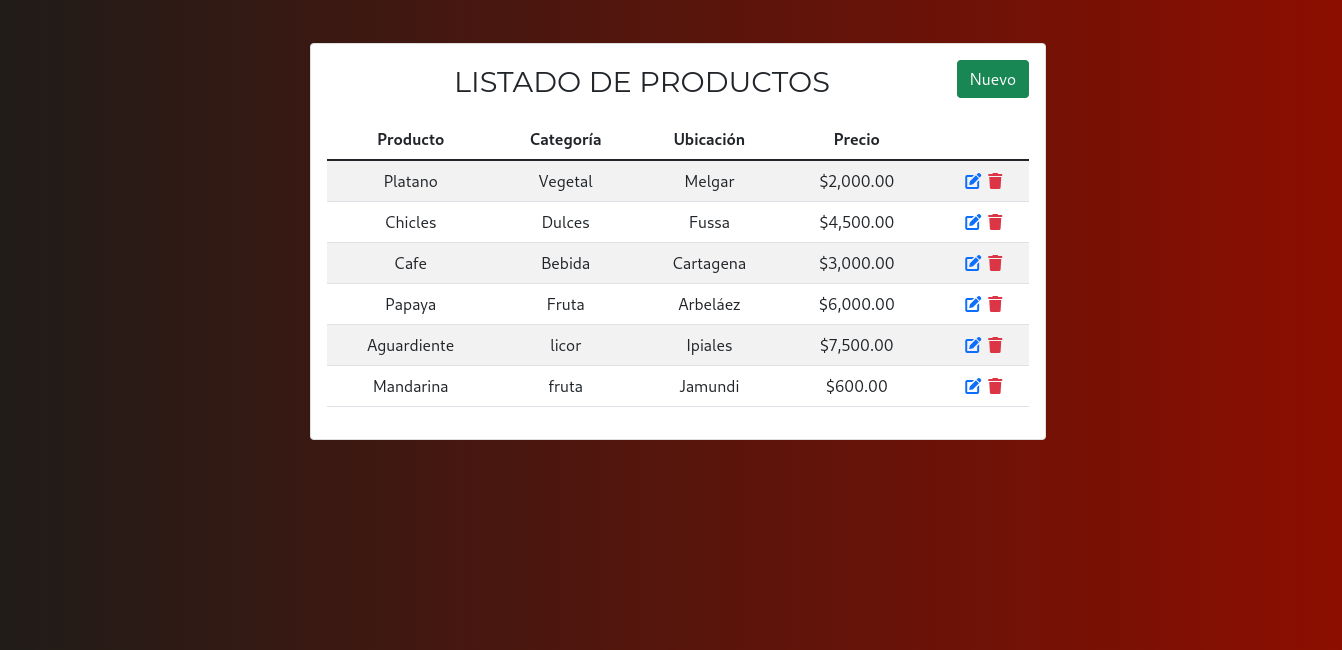 LISTADO DE PRODUCTOS
Nuevo
Producto Categoría Ubicación Precio
Platano Vegetal Melgar $2,000.00
Chicles Dulces Fussa $4,500.00
Cafe Bebida Cartagena $3,000.00
Papaya Fruta Arbeláez $6,000.00
Aguardiente licor Ipiales $7,500.00
Mandarina fruta Jamundi $600.00